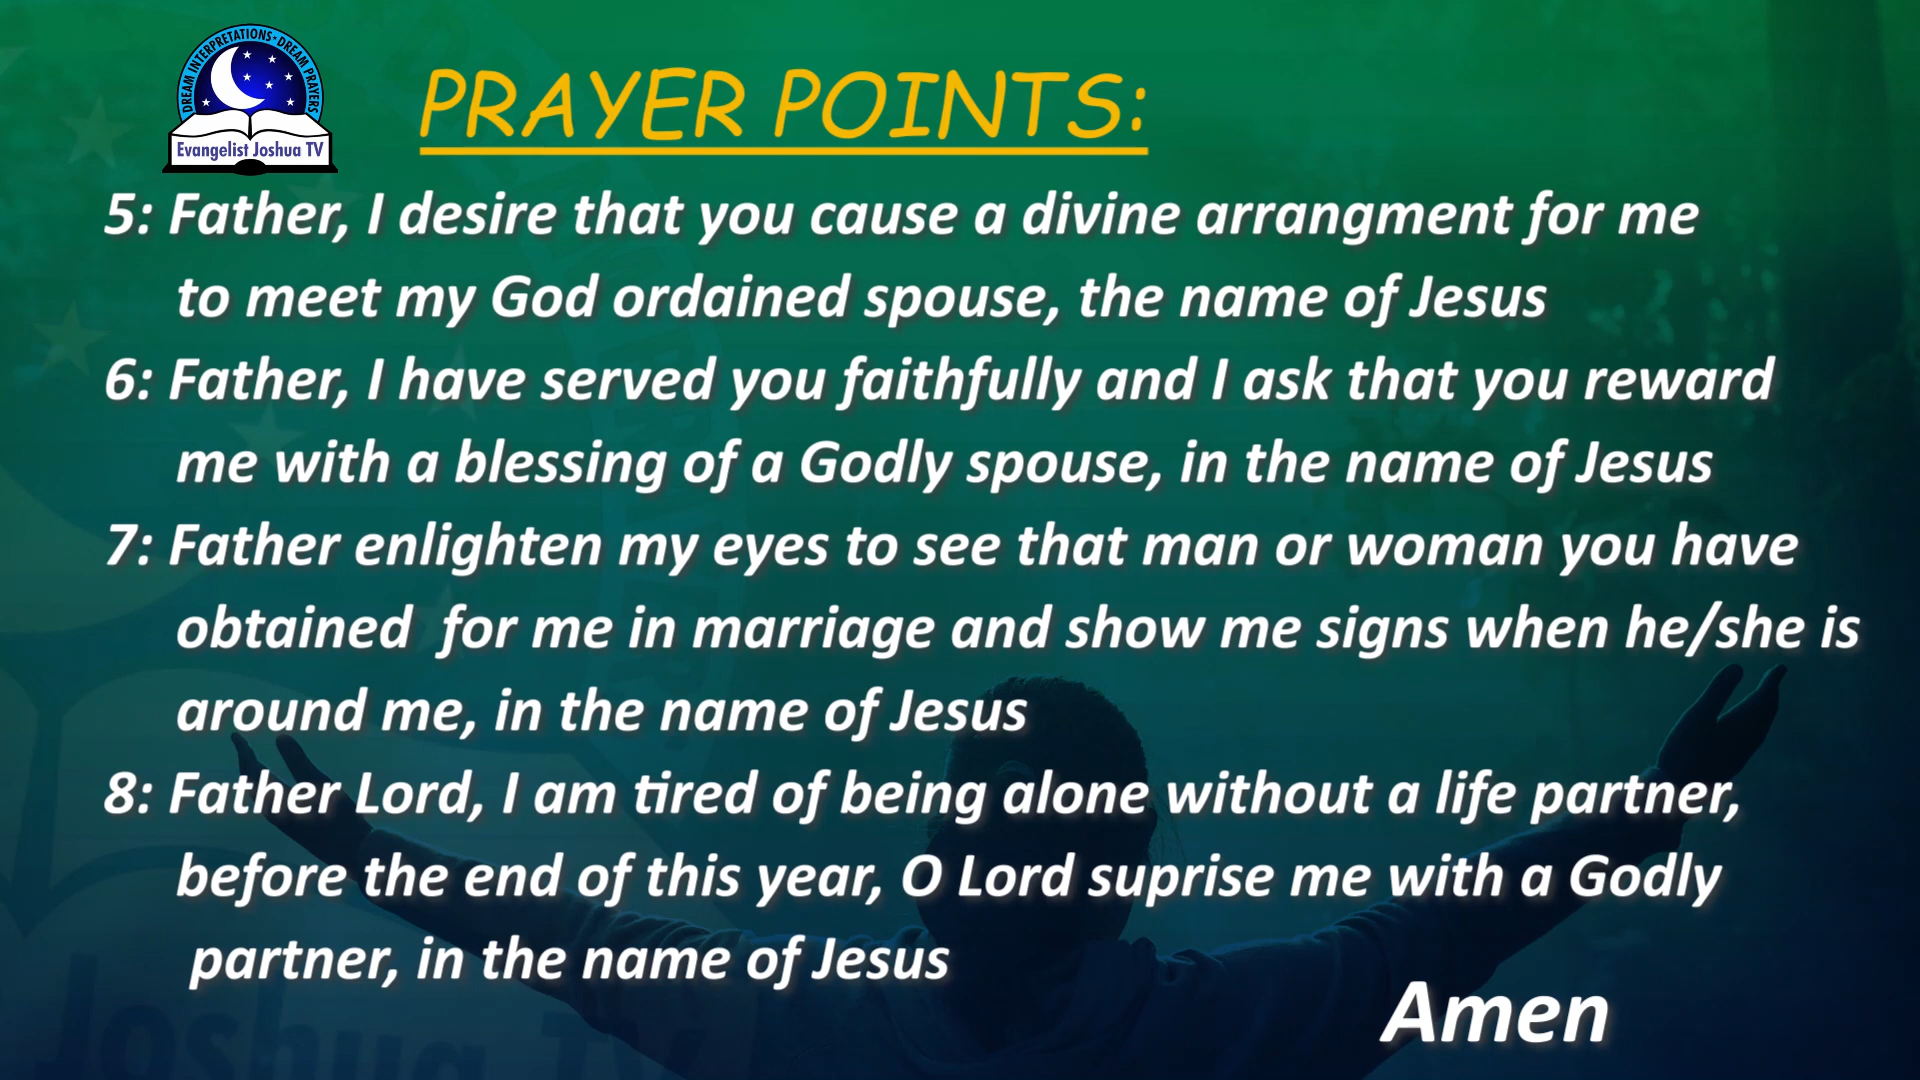 DREAM INTERPRETATIONS • DREAM PRAYERS
Evangelist Joshua TV
PRAYER POINTS:
5: Father, I desire that you cause a divine arrangment for me
to meet my God ordained spouse, the name of Jesus
6: Father, I have served you faithfully and I ask that you reward
me with a blessing of a Godly spouse, in the name of Jesus
7: Father enlighten my eyes to see that man or woman you have
obtained for me in marriage and show me signs when he/she is
around me, in the name of Jesus
8: Father Lord, I am tired of being alone without a life partner,
before the end of this year, O Lord suprise me with a Godly
partner, in the name of Jesus
Amen
Joshua TV